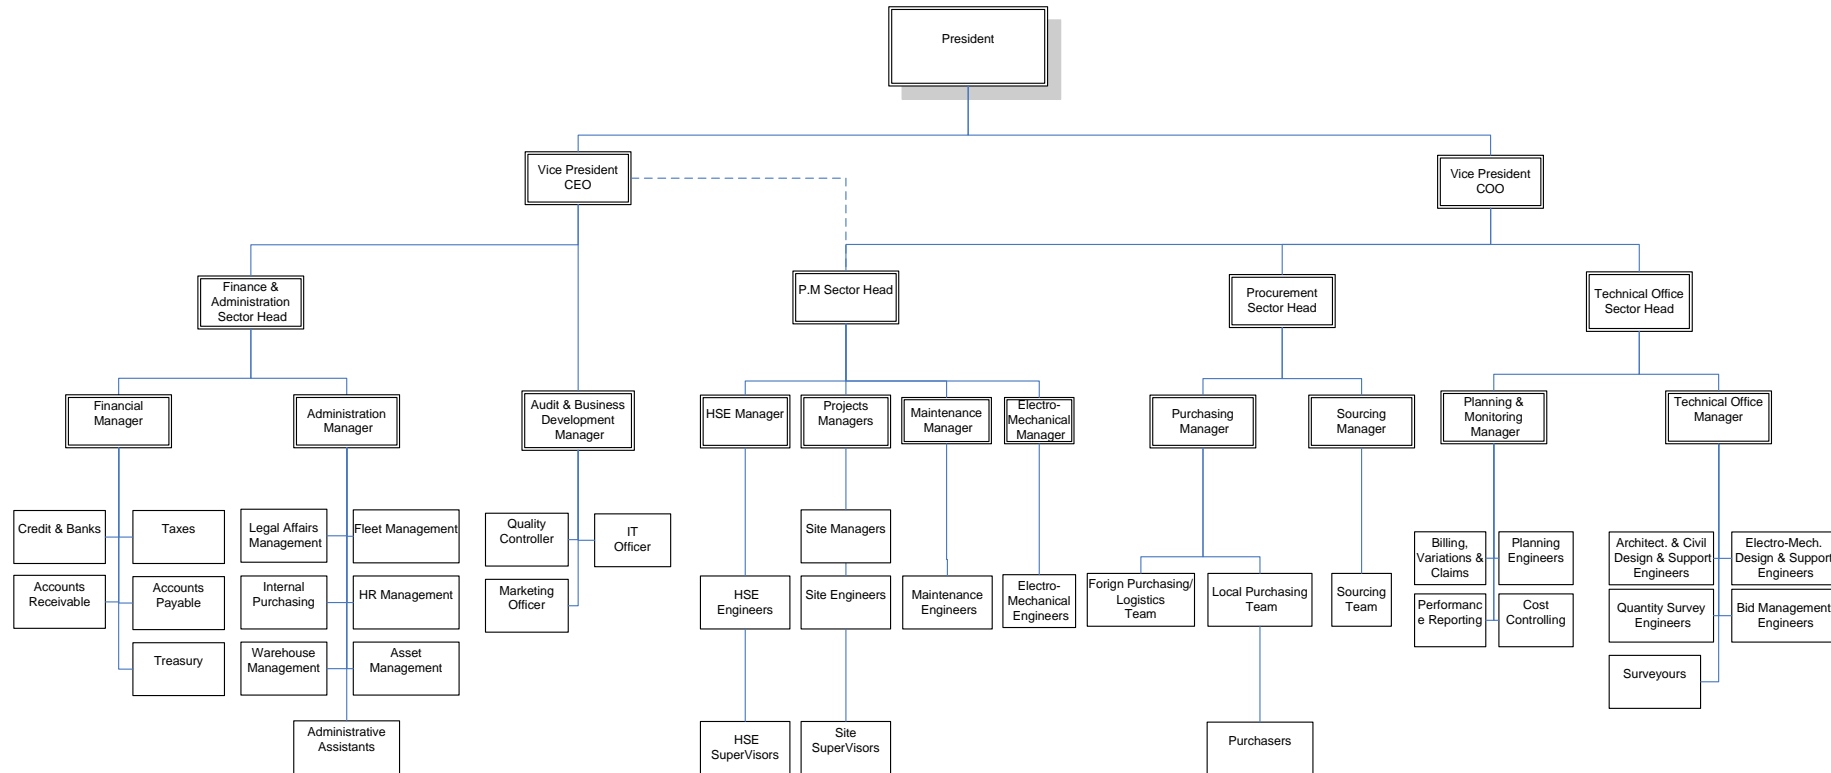 President
Vice President
CEO
Vice President
COO
Finance &
Administration
Sector Head
P.M Sector Head
Procurement
Sector Head
Technical Office
Sector Head
Financial
Manager
Administration
Manager
Audit & Business
Development
Manager
HSE Manager
Projects
Managers
Maintenance
Manager
Electro-
Mechanical
Manager
Purchasing
Manager
Sourcing
Manager
Planning &
Monitoring
Manager
Technical Office
Manager
Credit & Banks
Taxes
Legal Affairs
Management
Fleet Management
Quality
Controller
IT
Officer
Site Managers
Billing,
Variations &
Claims
Planning
Engineers
Architect. & Civil
Design & Support
Engineers
Electro-Mech.
Design & Support
Engineers
Accounts
Receivable
Accounts
Payable
Internal
Purchasing
HR Management
Marketing
Officer
HSE
Engineers
Site Engineers
Maintenance
Engineers
Electro-
Mechanical
Engineers
Forign Purchasing/
Logistics
Team
Local Purchasing
Team
Sourcing
Team
Performanc
e Reporting
Cost
Controlling
Quantity Survey
Engineers
Bid Management
Engineers
Treasury
Warehouse
Management
Asset
Management
Surveyours
Administrative
Assistants
HSE
SuperVisors
Site
SuperVisors
Purchasers